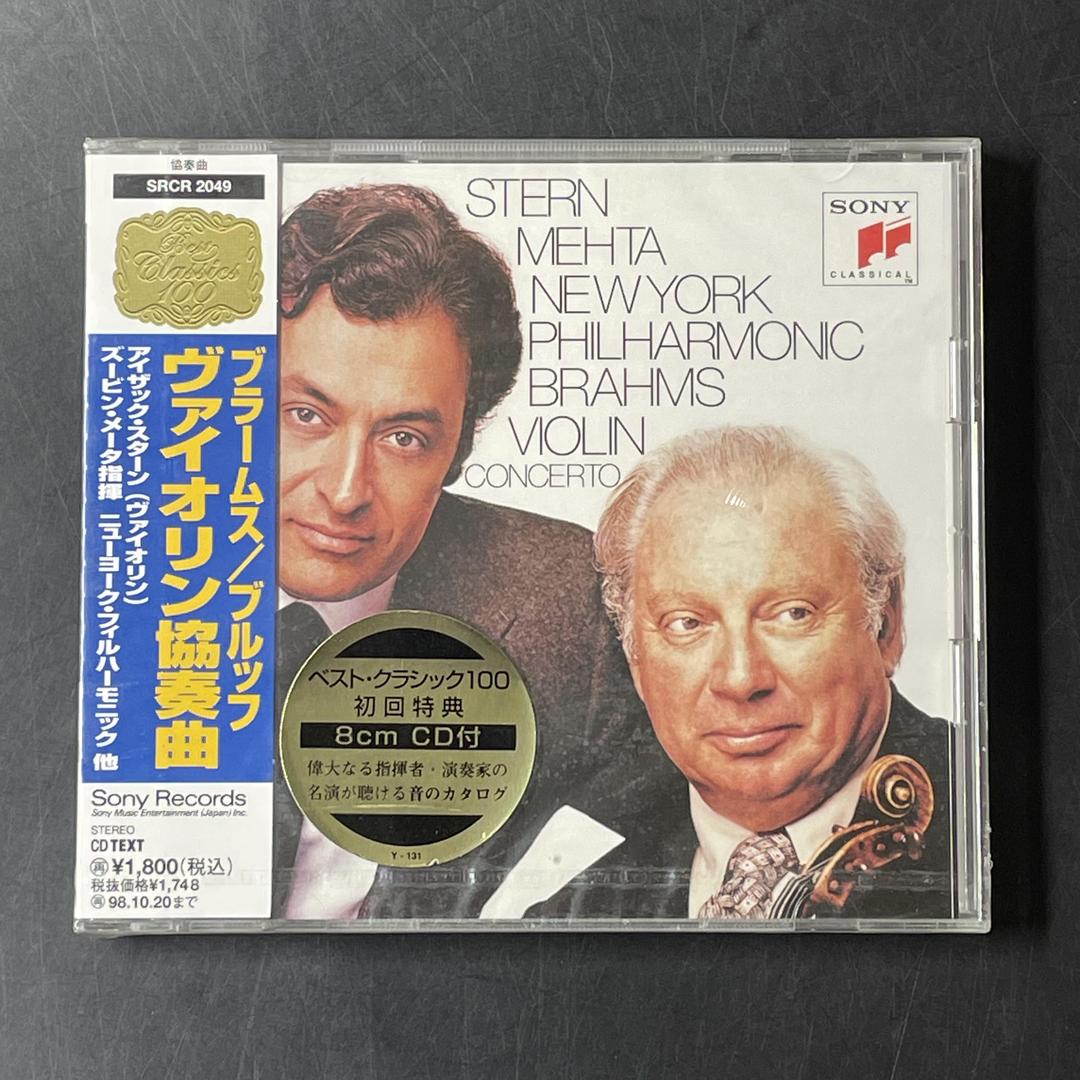 協奏曲
SRCR 2049
Best
Classics
100
ブラームス/ブルッフ
ヴァイオリン協奏曲
アイザック・スターン(ヴァイオリン)
ズービン・メータ指揮 ニューヨーク・フィルハーモニック 他
Sony Records
Sony Music Entertainment (Japan) Inc.
STEREO
CD TEXT
再¥1,800(税込)
税抜価格¥1,748
再98.10.20まで
STERN
MEHTA
NEW YORK
PHILHARMONIC
BRAHMS
VIOLIN
CONCERTO
SONY
CLASSICAL™
ベスト・クラシック100
初回特典
8cm CD付
偉大なる指揮者・演奏家の
名演が聴ける音のカタログ
Y-131